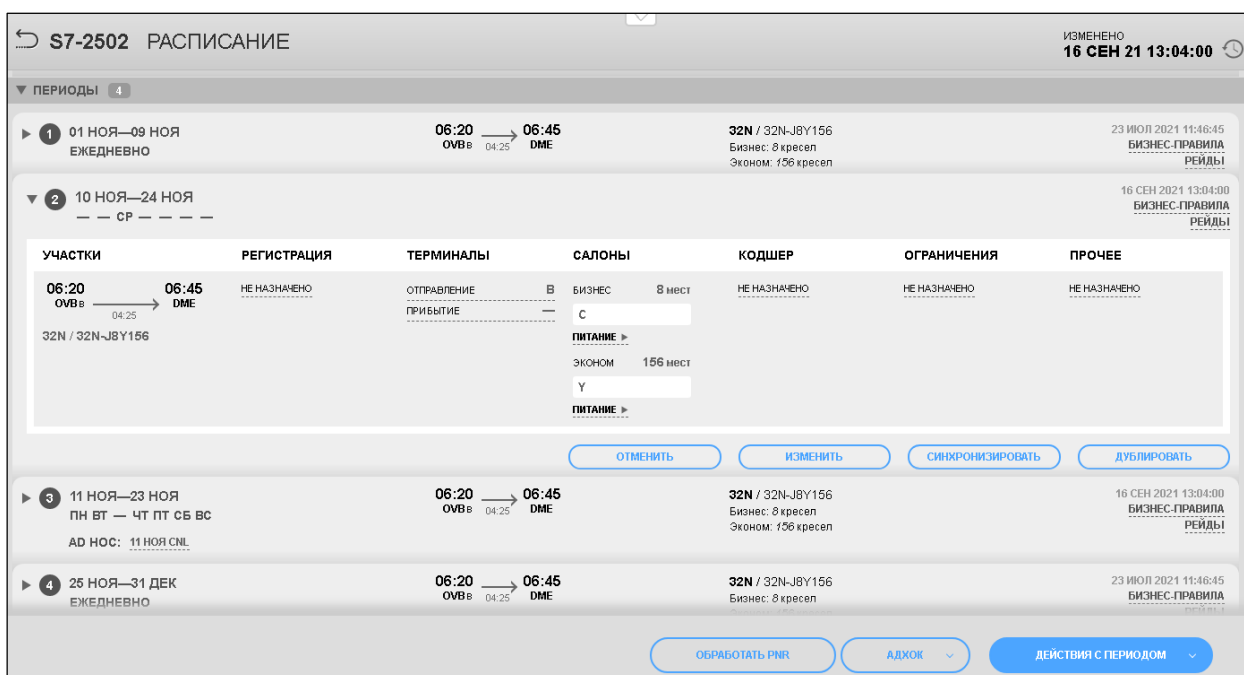 S7-2502 РАСПИСАНИЕ
ИЗМЕНЕНО
16 СЕН 21 13:04:00
ПЕРИОДЫ 4
1 01 НОЯ—09 НОЯ
ЕЖЕДНЕВНО
06:20 06:45
OVB B 04:25 DME
32N / 32N-J8Y156
Бизнес: 8 кресел
Эконом: 156 кресел
23 ИЮЛ 2021 11:46:45
БИЗНЕС-ПРАВИЛА
РЕЙДЫ
2 10 НОЯ—24 НОЯ
— — СР — — — —
16 СЕН 2021 13:04:00
БИЗНЕС-ПРАВИЛА
РЕЙДЫ
УЧАСТКИ РЕГИСТРАЦИЯ ТЕРМИНАЛЫ САЛОНЫ КОДШЕР ОГРАНИЧЕНИЯ ПРОЧЕЕ
06:20 06:45
OVB B 04:25 DME
32N / 32N-J8Y156
НЕ НАЗНАЧЕНО
ОТПРАВЛЕНИЕ B
ПРИБЫТИЕ —
БИЗНЕС 8 мест
C
ПИТАНИЕ
ЭКОНОМ 156 мест
Y
ПИТАНИЕ
НЕ НАЗНАЧЕНО
НЕ НАЗНАЧЕНО
НЕ НАЗНАЧЕНО
ОТМЕНИТЬ ИЗМЕНИТЬ СИНХРОНИЗИРОВАТЬ ДУБЛИРОВАТЬ
3 11 НОЯ—23 НОЯ
ПН ВТ — ЧТ ПТ СБ ВС
AD HOC: 11 НОЯ CNL
06:20 06:45
OVB B 04:25 DME
32N / 32N-J8Y156
Бизнес: 8 кресел
Эконом: 156 кресел
16 СЕН 2021 13:04:00
БИЗНЕС-ПРАВИЛА
РЕЙДЫ
4 25 НОЯ—31 ДЕК
ЕЖЕДНЕВНО
06:20 06:45
OVB B 04:25 DME
32N / 32N-J8Y156
Бизнес: 8 кресел
23 ИЮЛ 2021 11:46:45
БИЗНЕС-ПРАВИЛА
ОБРАБОТАТЬ PNR АДХОК ДЕЙСТВИЯ С ПЕРИОДОМ